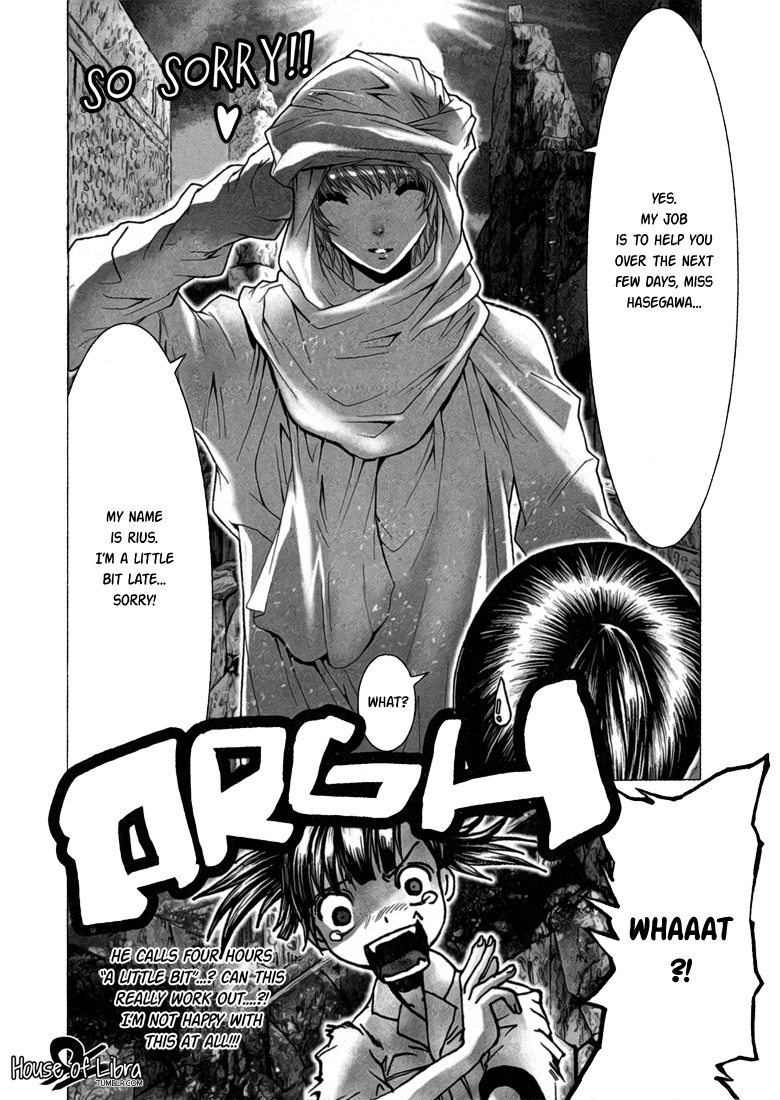 SO SORRY!!
YES.
MY JOB
IS TO HELP YOU
OVER THE NEXT
FEW DAYS, MISS
HASEGAWA...
MY NAME
IS RIUS.
I'M A LITTLE
BIT LATE...
SORRY!
WHAT?
ARGH
WHAAAT
?!
HE CALLS FOUR HOURS
"A LITTLE BIT"...? CAN THIS
REALLY WORK OUT....?!
I'M NOT HAPPY WITH
THIS AT ALL!!!
House of Libra
TUMBLR.COM